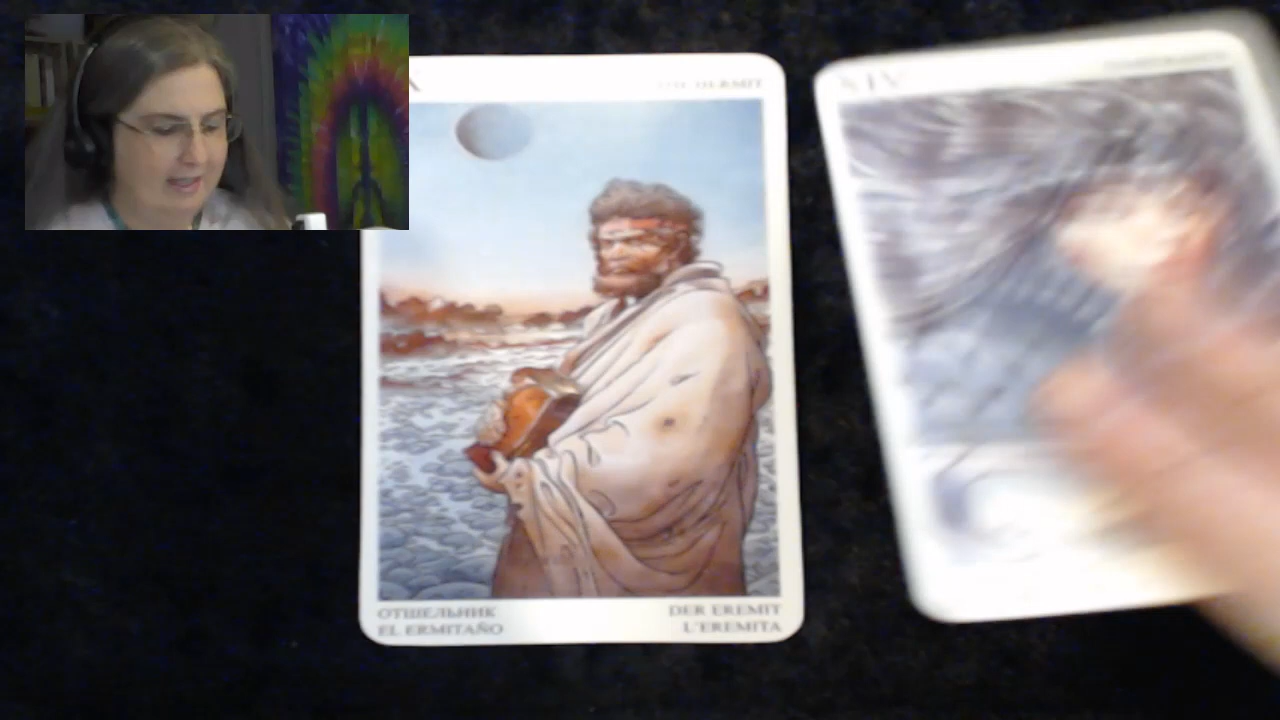 THE HERMIT
XIV
ОТШЕЛЬНИК
EL ERMITAÑO
DER EREMIT
L'EREMITA